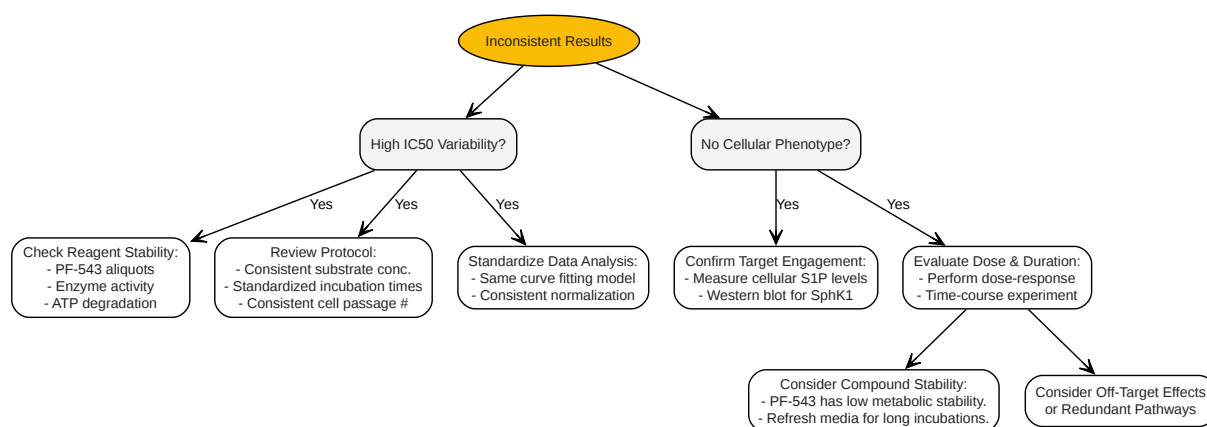 Inconsistent Results
High IC50 Variability?
No Cellular Phenotype?
Yes
Yes
Yes
Yes
Yes
Check Reagent Stability:
- PF-543 aliquots
- Enzyme activity
- ATP degradation
Review Protocol:
- Consistent substrate conc.
- Standardized incubation times
- Consistent cell passage #
Standardize Data Analysis:
- Same curve fitting model
- Consistent normalization
Confirm Target Engagement:
- Measure cellular S1P levels
- Western blot for SphK1
Evaluate Dose & Duration:
- Perform dose-response
- Time-course experiment
Consider Compound Stability:
- PF-543 has low metabolic stability.
- Refresh media for long incubations.
Consider Off-Target Effects
or Redundant Pathways